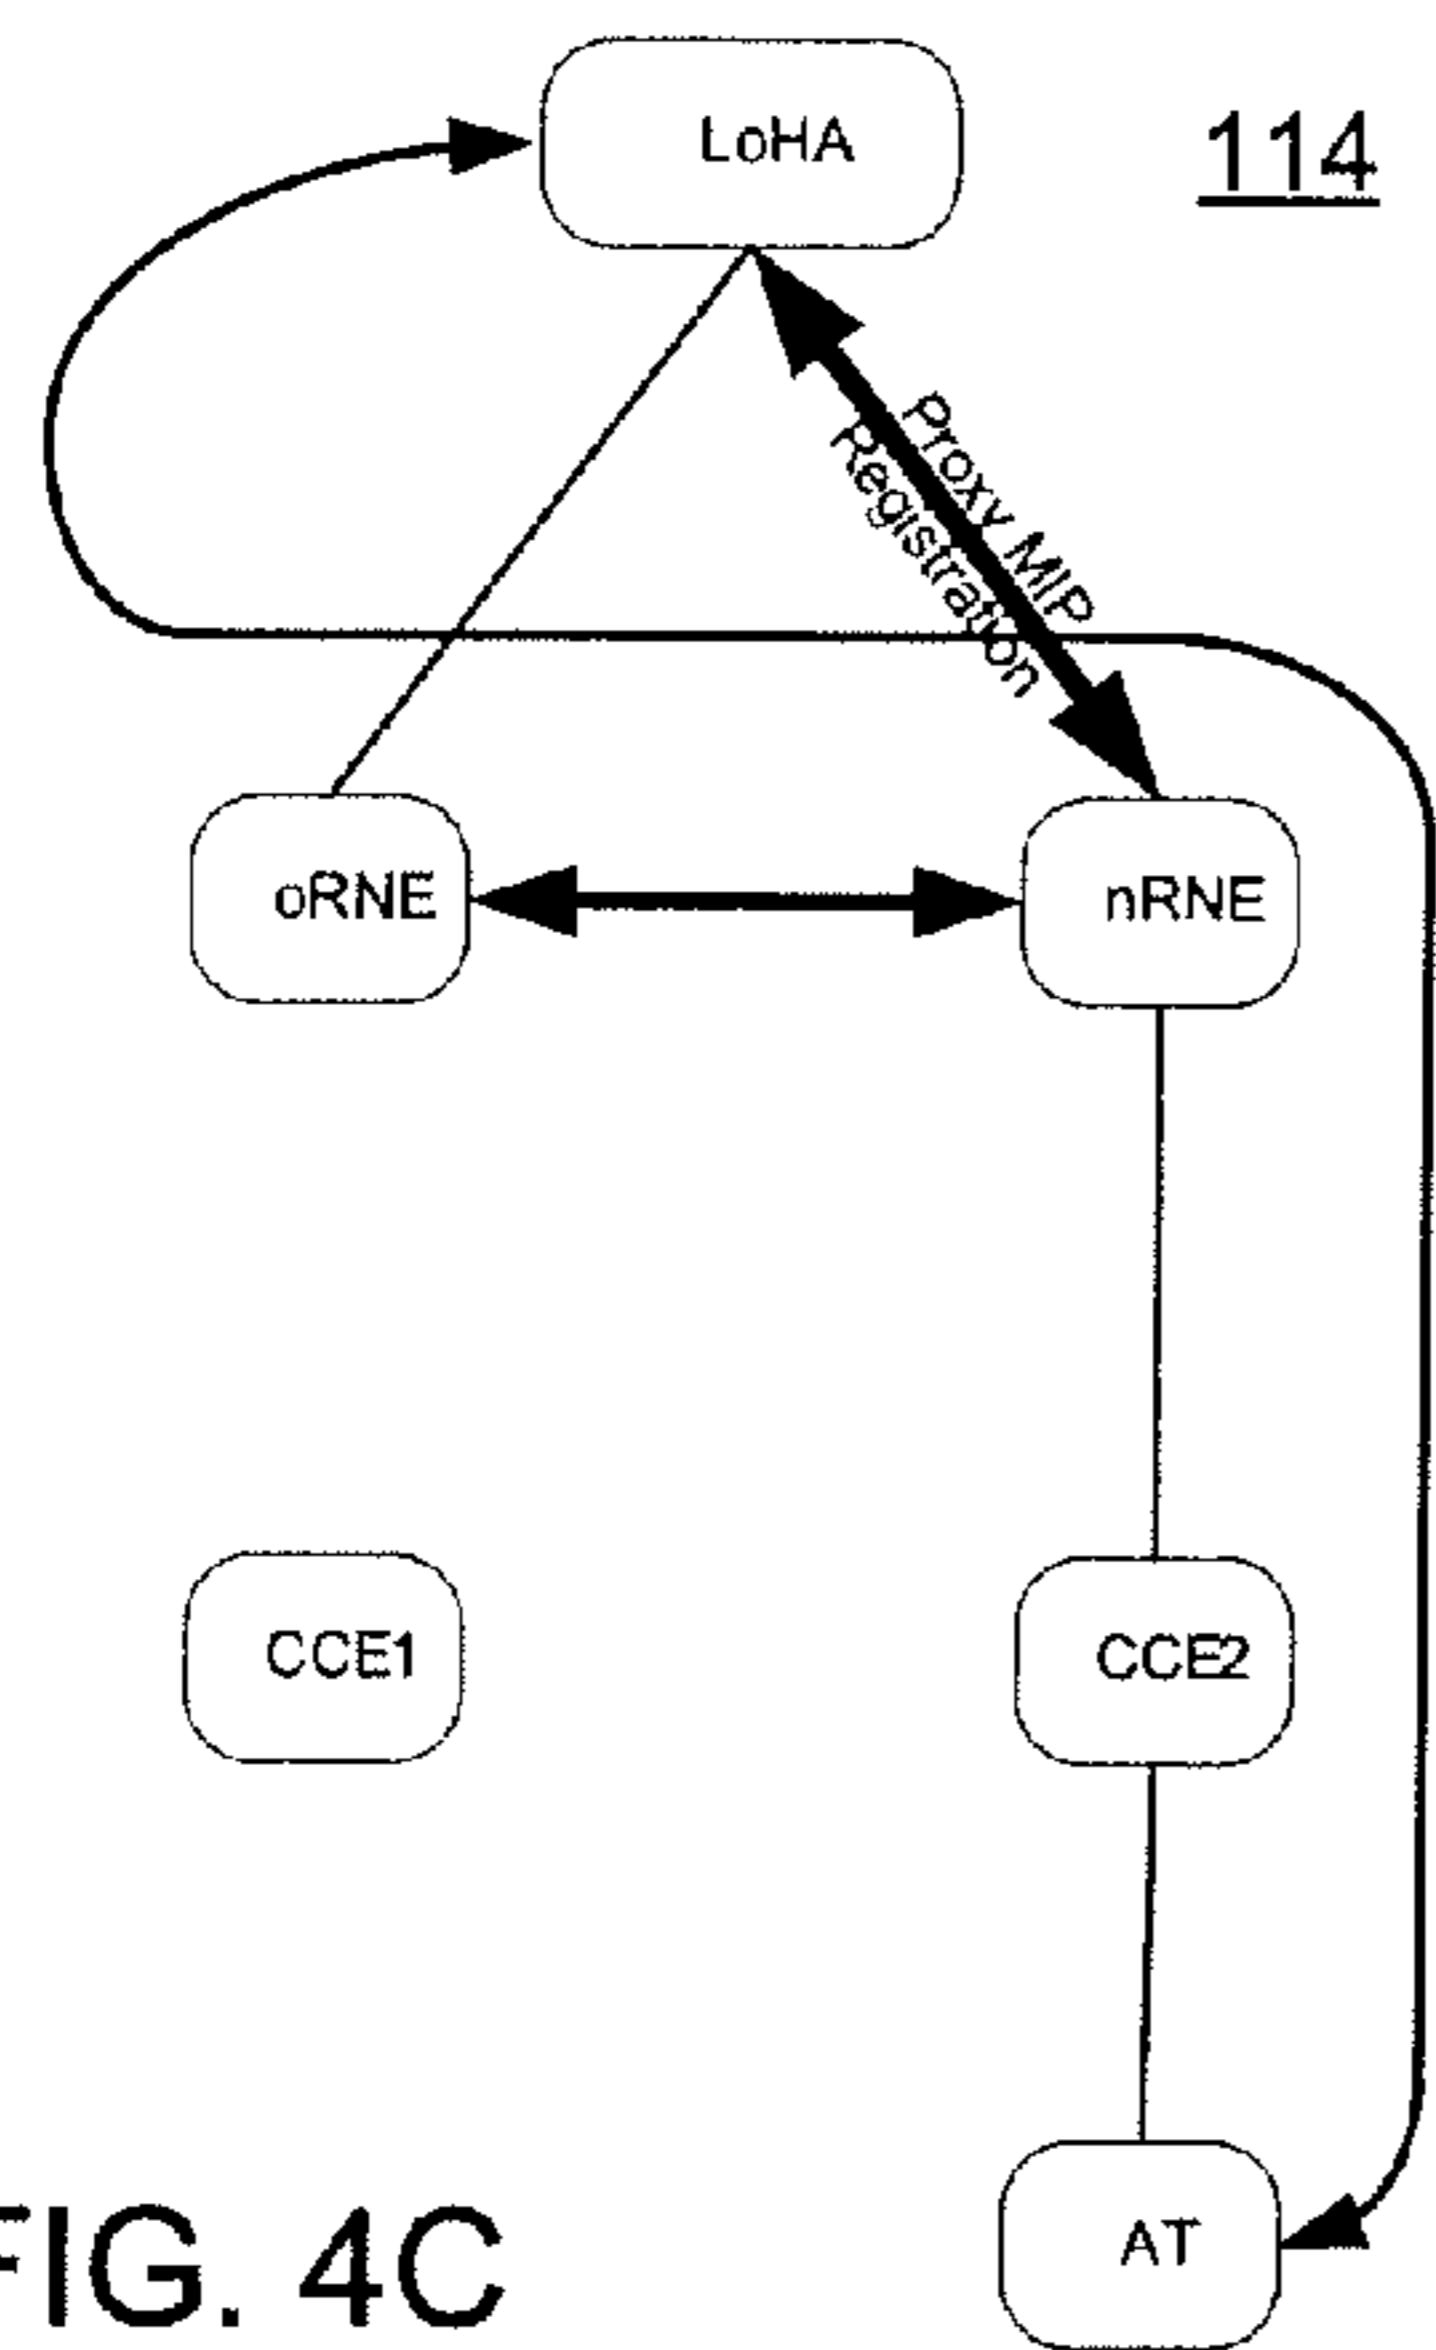 LoHA
114
Proxy MIP
Registration
oRNE
nRNE
CCE1
CCE2
AT
FIG. 4C